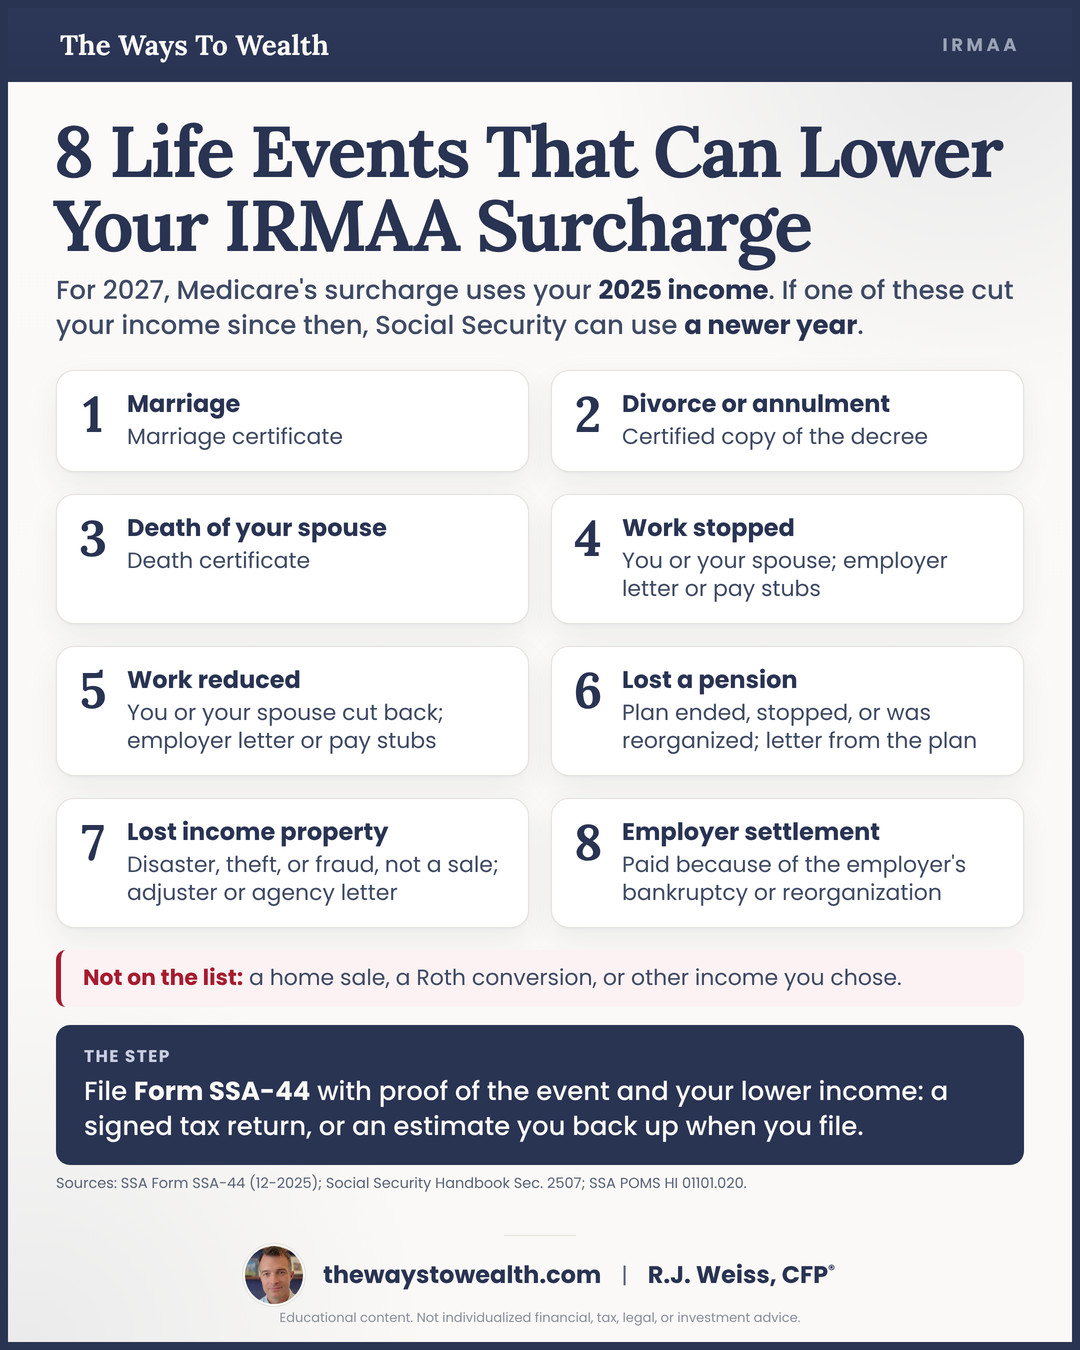 The Ways To Wealth
IRMAA
8 Life Events That Can Lower
Your IRMAA Surcharge
For 2027, Medicare's surcharge uses your 2025 income. If one of these cut
your income since then, Social Security can use a newer year.
1 Marriage
Marriage certificate
2 Divorce or annulment
Certified copy of the decree
3 Death of your spouse
Death certificate
4 Work stopped
You or your spouse; employer
letter or pay stubs
5 Work reduced
You or your spouse cut back;
employer letter or pay stubs
6 Lost a pension
Plan ended, stopped, or was
reorganized; letter from the plan
7 Lost income property
Disaster, theft, or fraud, not a sale;
adjuster or agency letter
8 Employer settlement
Paid because of the employer's
bankruptcy or reorganization
Not on the list: a home sale, a Roth conversion, or other income you chose.
THE STEP
File Form SSA-44 with proof of the event and your lower income: a
signed tax return, or an estimate you back up when you file.
Sources: SSA Form SSA-44 (12-2025); Social Security Handbook Sec. 2507; SSA POMS HI 01101.020.
thewaystowealth.com | R.J. Weiss, CFP®
Educational content. Not individualized financial, tax, legal, or investment advice.